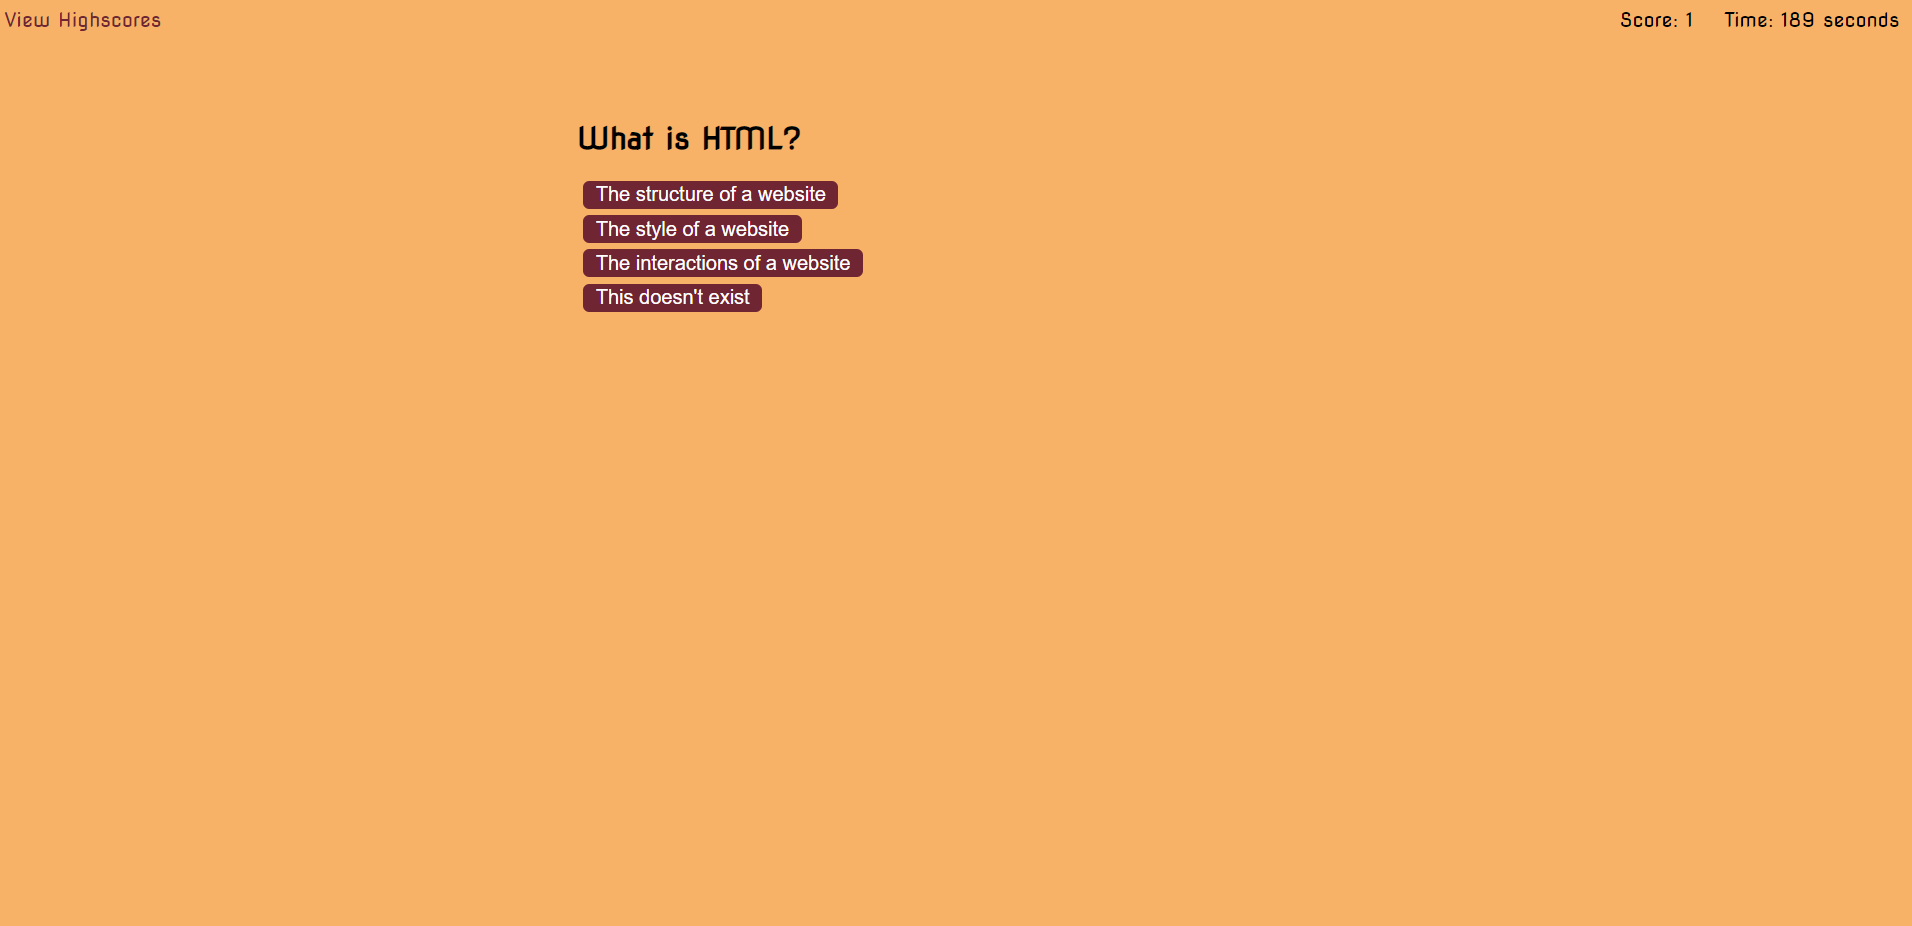 View Highscores
Score: 1
Time: 189 seconds
What is HTML?
The structure of a website
The style of a website
The interactions of a website
This doesn't exist